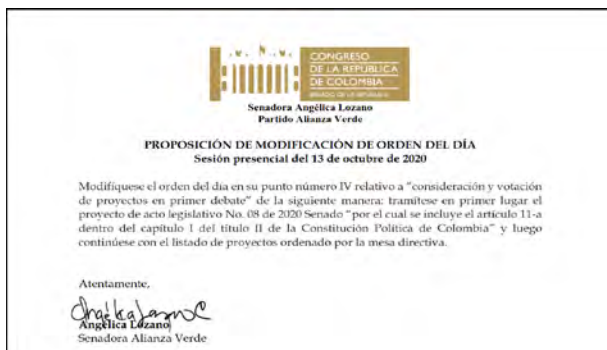 CONGRESO
DE LA REPÚBLICA
DE COLOMBIA
Senadora Angélica Lozano
Partido Alianza Verde
PROPOSICIÓN DE MODIFICACIÓN DE ORDEN DEL DÍA
Sesión presencial del 13 de octubre de 2020
Modifíquese el orden del día en su punto número IV relativo a "consideración y votación
de proyectos en primer debate" de la siguiente manera: tramítese en primer lugar el
proyecto de acto legislativo No. 08 de 2020 Senado "por el cual se incluye el artículo 11-a
dentro del capítulo I del título II de la Constitución Política de Colombia" y luego
continúese con el listado de proyectos ordenado por la mesa directiva.
Atentamente,
Angélica Lozano
Senadora Alianza Verde